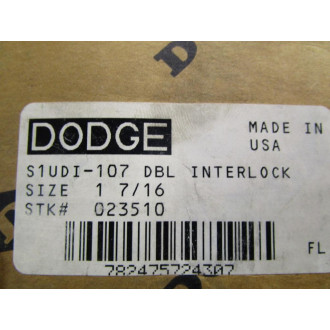 DODGE
MADE IN
USA
S1UDI-107 DBL INTERLOCK
SIZE 1 7/16
STK# 023510
FL
782475724307